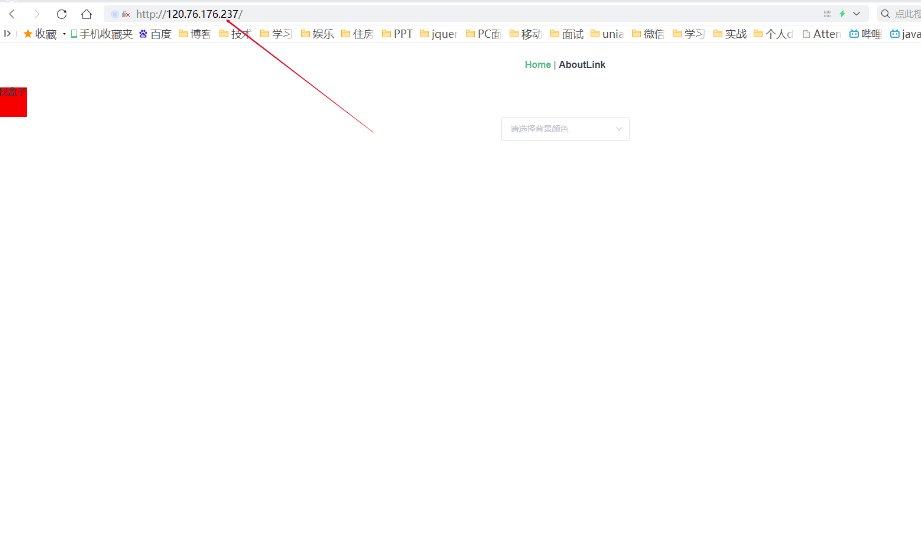 http://120.76.176.237/
点此搜
收藏 手机收藏夹 百度 博客 技术 学习 娱乐 住房 PPT jquer PC面 移动 面试 unia 微信 学习 实战 个人d Atten 哔哩 java
Home | AboutLink
请选择背景颜色